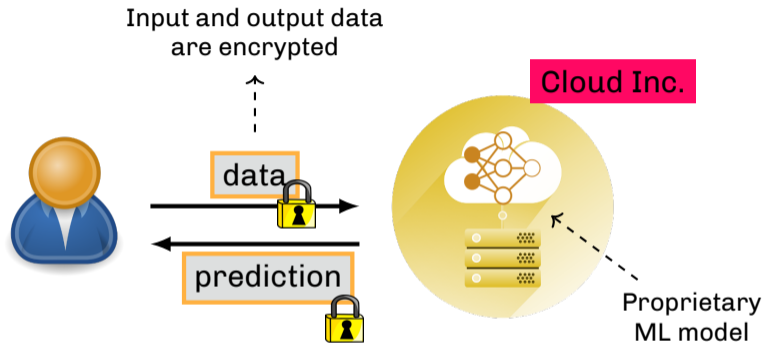 Input and output data
are encrypted
Cloud Inc.
data
prediction
Proprietary
ML model